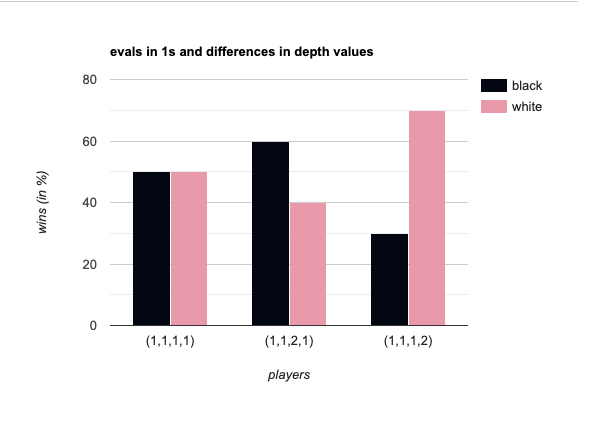 evals in 1s and differences in depth values
80
60
40
20
0
wins (in %)
(1,1,1,1)
(1,1,2,1)
(1,1,1,2)
players
black
white